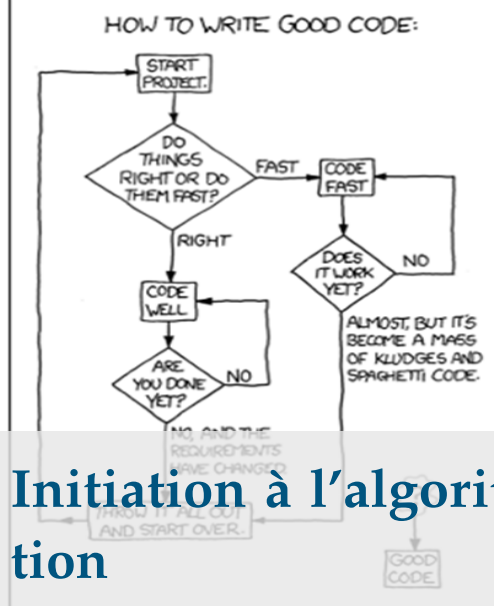 HOW TO WRITE GOOD CODE:
START
PROJECT.
DO
THINGS
RIGHT OR DO
THEM FAST?
FAST
CODE
FAST
RIGHT
DOES
IT WORK
YET?
NO
CODE
WELL
ALMOST, BUT IT'S
BECOME A MASS
OF KLUDGES AND
SPAGHETTI CODE.
ARE
YOU DONE
YET?
NO
NO, AND THE
REQUIREMENTS
HAVE CHANGED
Initiation à l'algorit
THROW IT ALL OUT
AND START OVER.
tion
GOOD
CODE